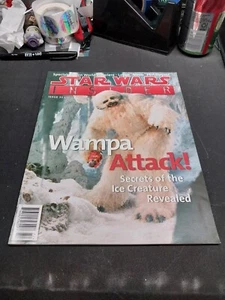 STAR WARS
INSIDER
Wampa
Attack!
Secrets of the
Ice Creature
Revealed